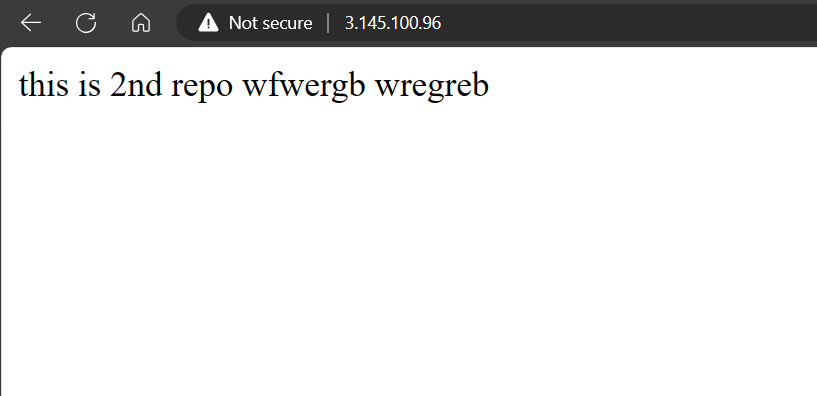 Not secure | 3.145.100.96
this is 2nd repo wfwergb wregreb